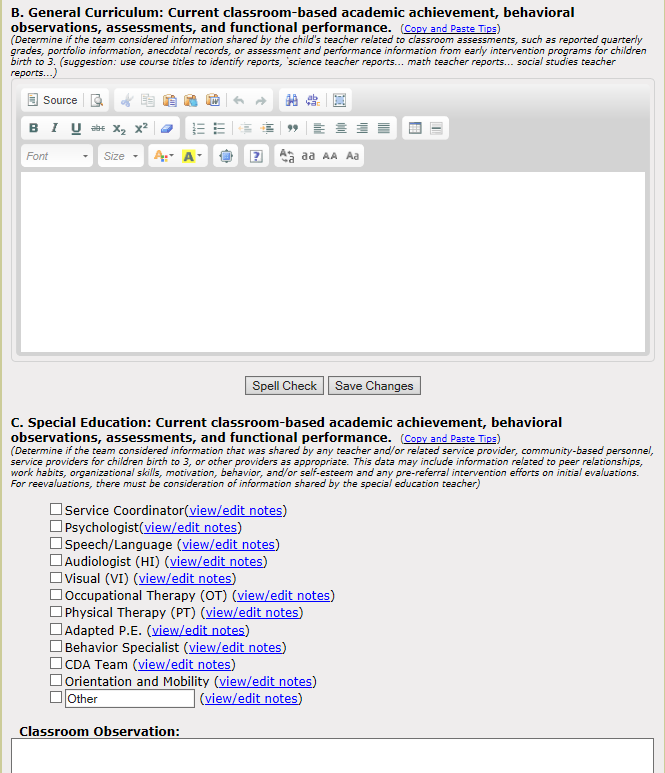 B. General Curriculum: Current classroom-based academic achievement, behavioral
observations, assessments, and functional performance. (Copy and Paste Tips)
(Determine if the team considered information shared by the child's teacher related to classroom assessments, such as reported quarterly
grades, portfolio information, anecdotal records, or assessment and performance information from early intervention programs for children
birth to 3. (suggestion: use course titles to identify reports, `science teacher reports... math teacher reports... social studies teacher
reports...)
Source
B I U abc X2 X²
Font Size A A ? Aa aa AA Aa
Spell Check Save Changes
C. Special Education: Current classroom-based academic achievement, behavioral
observations, assessments, and functional performance. (Copy and Paste Tips)
(Determine if the team considered information that was shared by any teacher and/or related service provider, community-based personnel,
service providers for children birth to 3, or other providers as appropriate. This data may include information related to peer relationships,
work habits, organizational skills, motivation, behavior, and/or self-esteem and any pre-referral intervention efforts on initial evaluations.
For reevaluations, there must be consideration of information shared by the special education teacher)
Service Coordinator(view/edit notes)
Psychologist(view/edit notes)
Speech/Language (view/edit notes)
Audiologist (HI) (view/edit notes)
Visual (VI) (view/edit notes)
Occupational Therapy (OT) (view/edit notes)
Physical Therapy (PT) (view/edit notes)
Adapted P.E. (view/edit notes)
Behavior Specialist (view/edit notes)
CDA Team (view/edit notes)
Orientation and Mobility (view/edit notes)
Other (view/edit notes)
Classroom Observation: